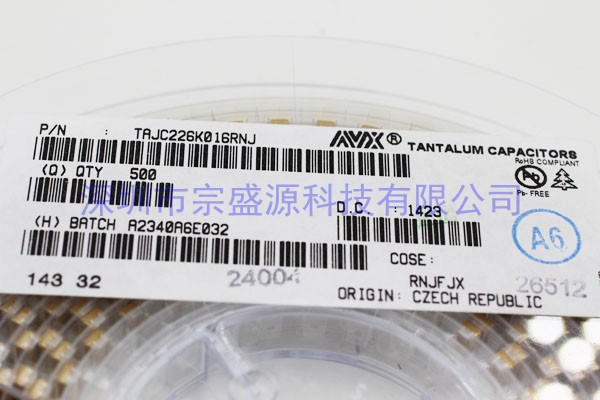 P/N : TAJC226K016RNJ
AVX ® TANTALUM CAPACITORS
RoHS COMPLIANT
(Q) QTY 500
Pb
Pb- FREE
深圳市宗盛源科技有限公司
D.C : 1423
(H) BATCH A2340A6E032
A6
COSE:
143 32
24004
RNJFJX
26512
ORIGIN: CZECH REPUBLIC